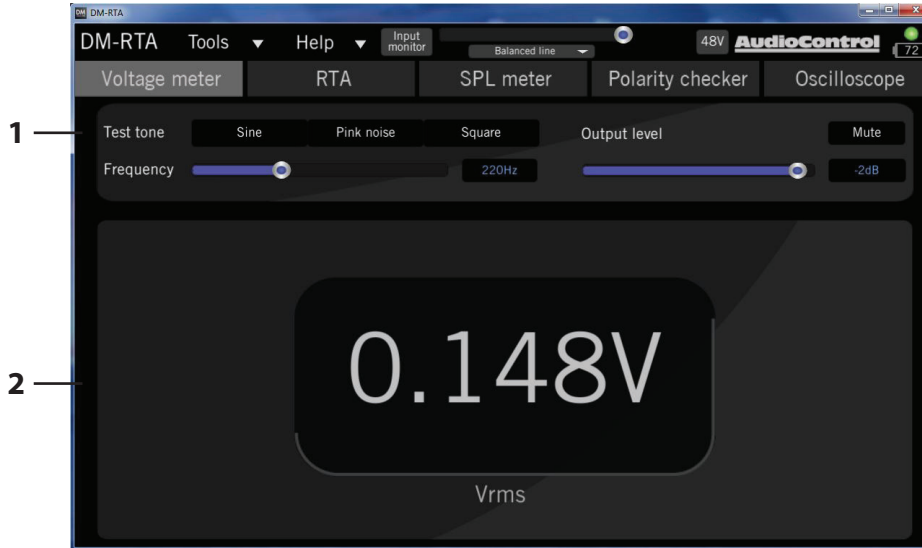 DM DM-RTA
DM-RTA Tools Help Input monitor Balanced line 48V AudioControl 72
Voltage meter RTA SPL meter Polarity checker Oscilloscope
1 Test tone Sine Pink noise Square Output level Mute
Frequency 220Hz -2dB
2 0.148V
Vrms